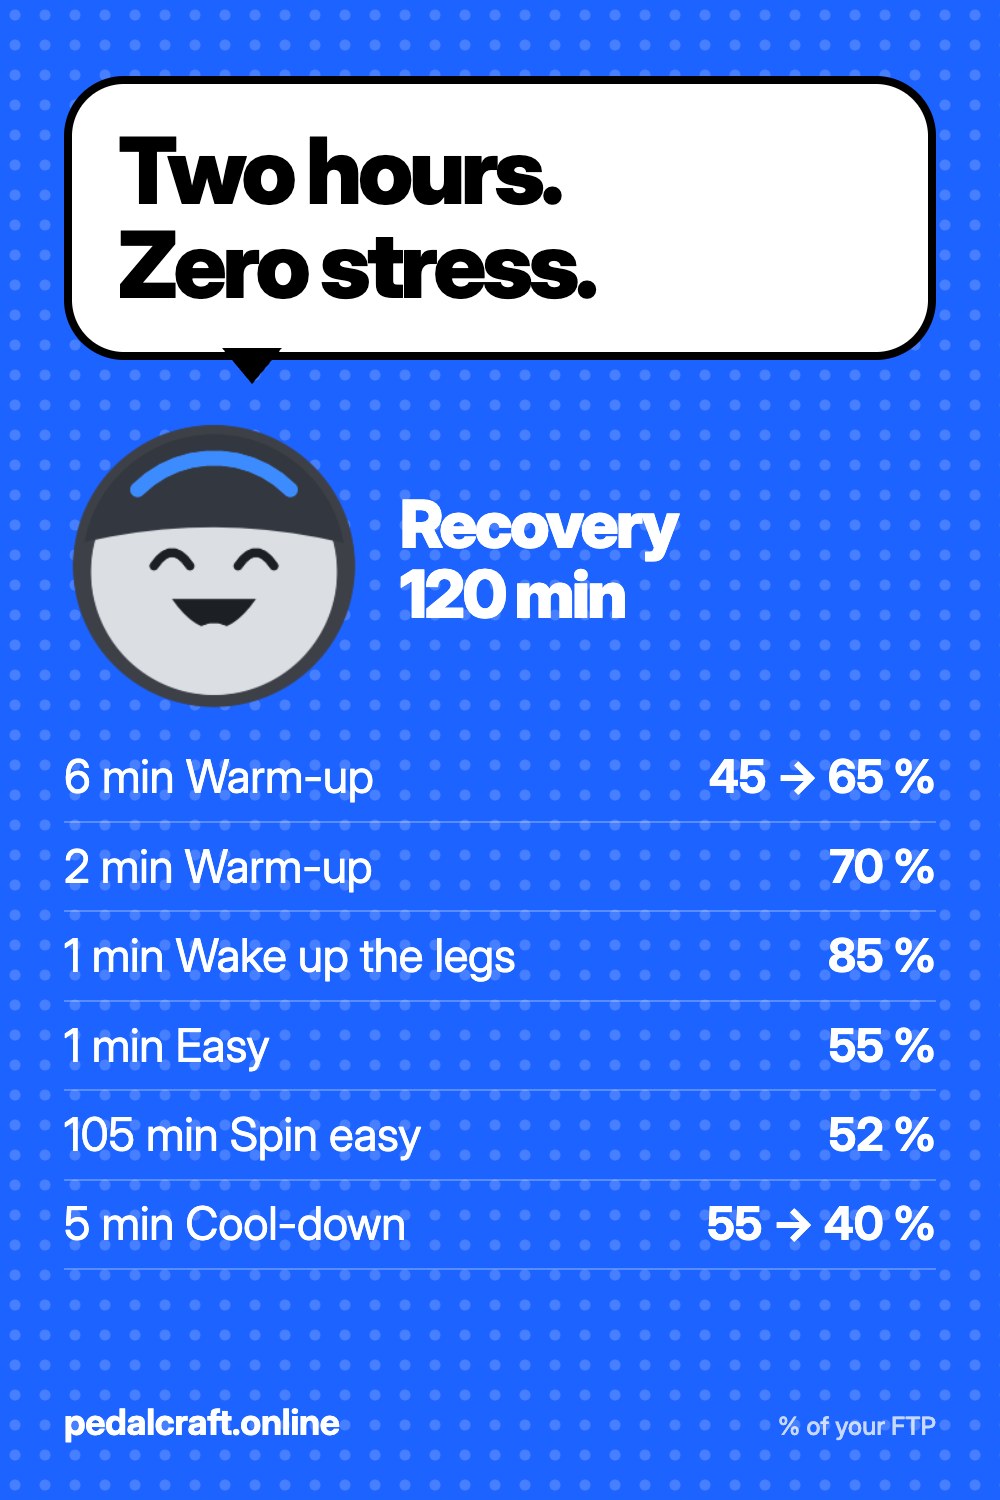 Two hours.
Zero stress.
Recovery
120 min
6 min Warm-up 45 → 65 %
2 min Warm-up 70 %
1 min Wake up the legs 85 %
1 min Easy 55 %
105 min Spin easy 52 %
5 min Cool-down 55 → 40 %
pedalcraft.online % of your FTP